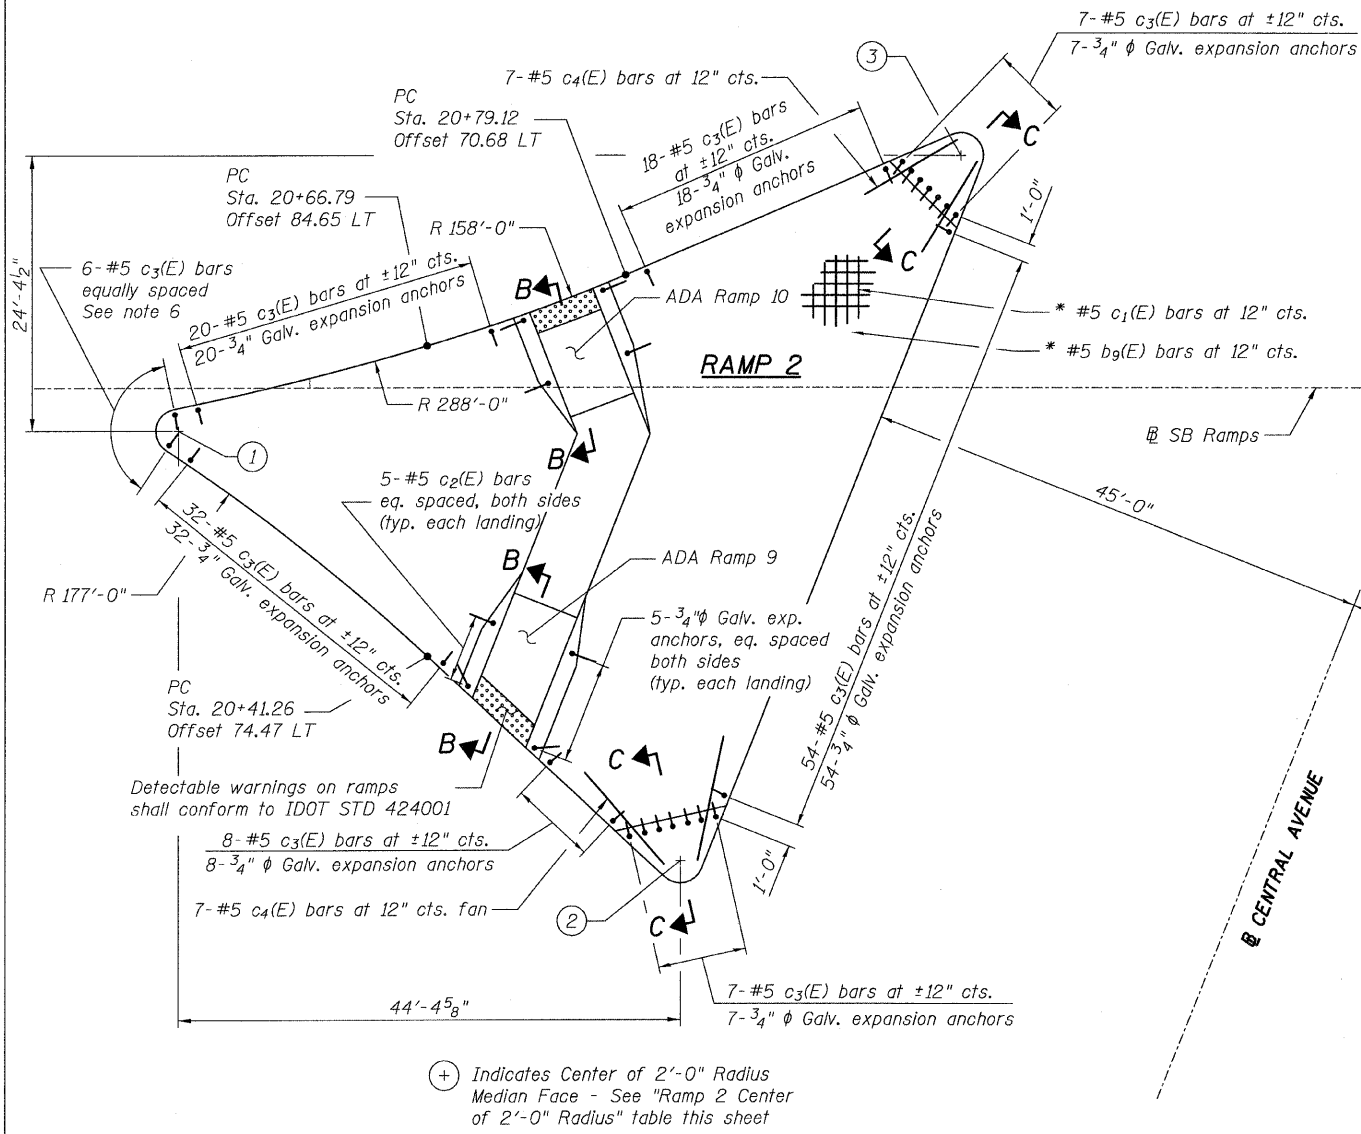 7-#5 c3(E) bars at ±12" cts.
7-3/4" ϕ Galv. expansion anchors
3
7-#5 c4(E) bars at 12" cts.
PC
Sta. 20+79.12
Offset 70.68 LT
18-#5 c3(E) bars
at ±12" cts.
18-3/4" ϕ Galv.
expansion anchors
C
PC
Sta. 20+66.79
Offset 84.65 LT
R 158'-0"
1'-0"
24'-4½"
6-#5 c3(E) bars
equally spaced
See note 6
20-#5 c3(E) bars at ±12" cts.
20-3/4" Galv. expansion anchors
B
C
ADA Ramp 10
* #5 c1(E) bars at 12" cts.
* #5 b9(E) bars at 12" cts.
RAMP 2
R 288'-0"
℄ SB Ramps
1
B
5-#5 c2(E) bars
eq. spaced, both sides
(typ. each landing)
45'-0"
32-#5 c3(E) bars at ±12" cts.
32-3/4" Galv. expansion anchors
B
ADA Ramp 9
R 177'-0"
5-3/4"ϕ Galv. exp.
anchors, eq. spaced
both sides
(typ. each landing)
54-#5 c3(E) bars at ±12" cts.
54-3/4" ϕ Galv. expansion anchors
PC
Sta. 20+41.26
Offset 74.47 LT
B
C
Detectable warnings on ramps
shall conform to IDOT STD 424001
8-#5 c3(E) bars at ±12" cts.
8-3/4" ϕ Galv. expansion anchors
1'-0"
7-#5 c4(E) bars at 12" cts. fan
2
C
℄ CENTRAL AVENUE
7-#5 c3(E) bars at ±12" cts.
7-3/4" ϕ Galv. expansion anchors
44'-4⅝"
+ Indicates Center of 2'-0" Radius
Median Face - See "Ramp 2 Center
of 2'-0" Radius" table this sheet